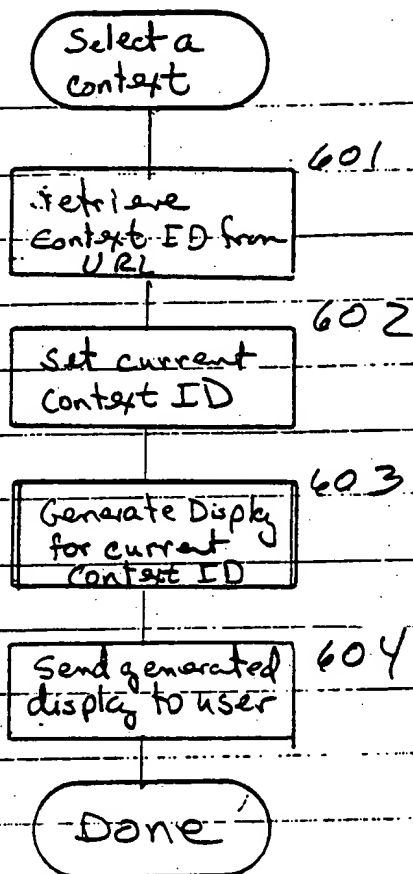 Select a
context
601
retrieve
Context ID from
URL
602
Set current
Context ID
603
Generate Display
for current
Context ID
604
Send generated
display to user
Done